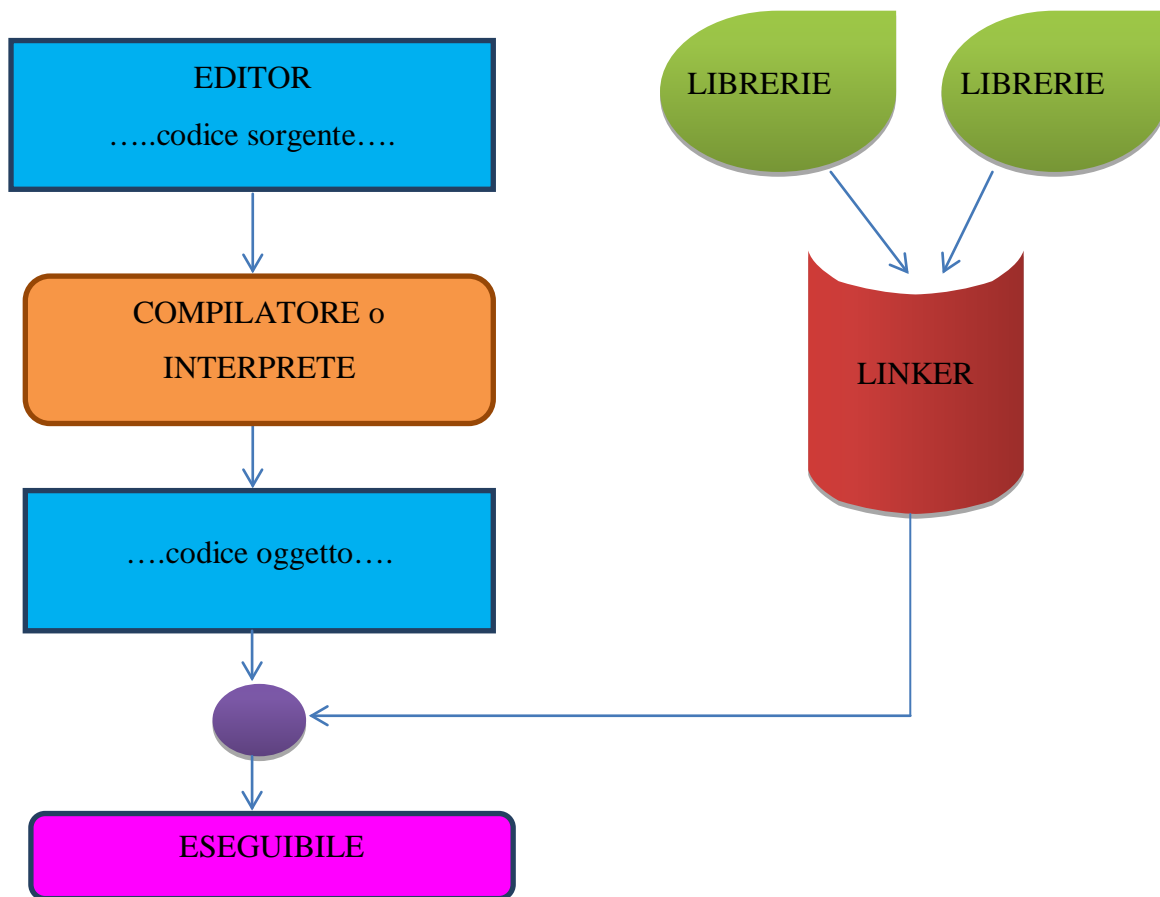 EDITOR
…..codice sorgente….
LIBRERIE
LIBRERIE
COMPILATORE o
INTERPRETE
LINKER
….codice oggetto….
ESEGUIBILE